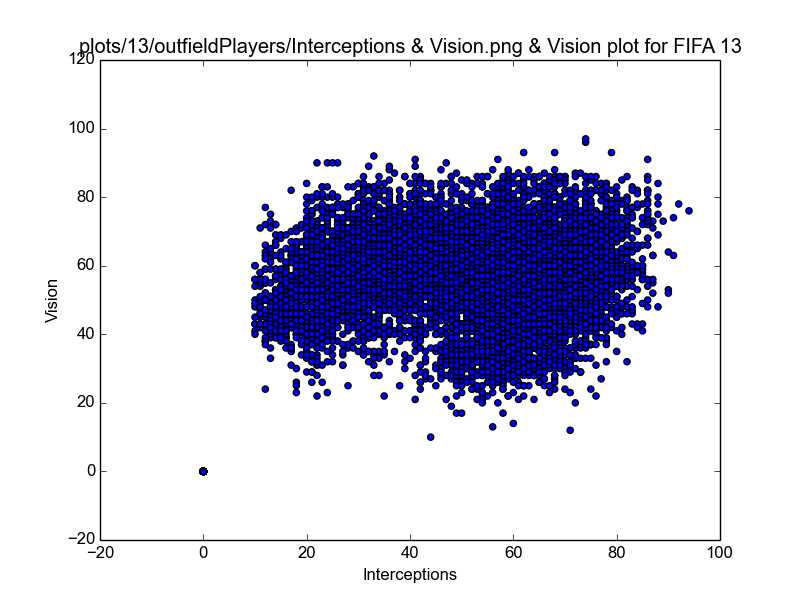 plots/13/outfieldPlayers/Interceptions & Vision.png & Vision plot for FIFA 13
120
100
80
60
40
20
0
−20
Vision
−20 0 20 40 60 80 100
Interceptions